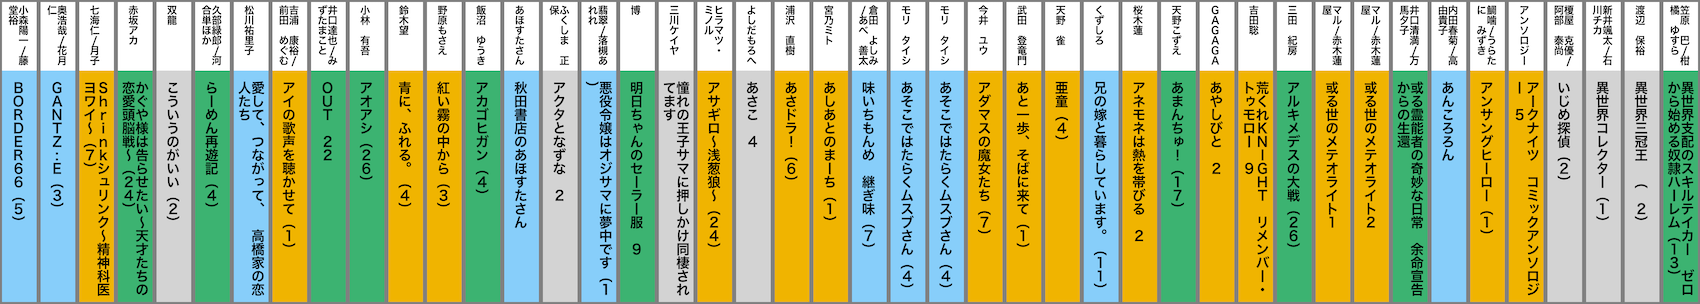 笠原 巴/樹
橘 ゆすら
異世界支配のスキルテイカー ゼロ
から始める奴隷ハーレム（13）
渡辺 保裕
異世界三冠王 （２）
新井颯太/石
川チカ
異世界コレクター（１）
榎屋 克優/
阿部 泰尚
いじめ探偵（２）
アンソロジー
アークナイツ コミックアンソロジ
ー ５
鯛噛/うらた
に みずき
アンサングヒーロー（１）
内田春菊/高
由貴子
あんころろん
井口清満/上万
馬夕子
或る霊能者の奇妙な日常 余命宣告
からの生還
マル/赤木蓮
屋
或る世のメテオライト２
マル/赤木蓮
屋
或る世のメテオライト１
三田 紀房
アルキメデスの大戦（26）
吉田聡
荒くれＫＮＩＧＨＴ リメンバー・
トゥモロー ９
ＧＡＧＡＧＡ
あやしびと ２
天野こずえ
あまんちゅ！（17）
桜木蓮
アネモネは熱を帯びる ２
くずしろ
兄の嫁と暮らしています。（11）
天野 雀
亜童（４）
武田 登竜門
あと一歩、そばに来て（１）
今井 ユウ
アダマスの魔女たち（７）
モリ タイシ
あそこではたらくムスブさん（４）
モリ タイシ
あそこではたらくムスブさん（４）
倉田 よしみ
/あべ 善太
味いちもんめ 継ぎ味（７）
宮乃ミト
あしあとのまーち（１）
浦沢 直樹
あさドラ！（６）
よしだもろへ
あさこ ４
ヒラマツ・
ミノル
アサギロ〜浅葱狼〜（24）
三川ケイヤ
憧れの王子サマに押しかけ同棲され
てます
博
明日ちゃんのセーラー服 ９
翡翠/落槻あ
れれ
悪役令嬢はオジサマに夢中です（１
）
ふくしま 正
保
アクタとなずな ２
あほすたさん
秋田書店のあほすたさん
飯沼 ゆうき
アカゴヒガン（４）
野原もさえ
紅い霧の中から（３）
鈴木望
青に、ふれる。（４）
小林 有吾
アオアシ（26）
井口達也/み
ずたまこと
ＯＵＴ ２２
吉浦 康裕/
前田 めぐむ
アイの歌声を聴かせて（１）
松川祐里子
愛して、つながって、 高橋家の恋
人たち
久部緑郎/河
合単ほか
らーめん再遊記（４）
双龍
こういうのがいい（２）
赤坂アカ
かぐや様は告らせたい〜天才たちの
恋愛頭脳戦〜（24）
七海仁/月子
Ｓｈｒｉｎｋシュリンク〜精神科医
ヨワイ〜（７）
奥浩哉/花月
仁
ＧＡＮＴＺ：Ｅ（３）
小森陽一/藤
堂裕
ＢＯＲＤＥＲ６６（５）